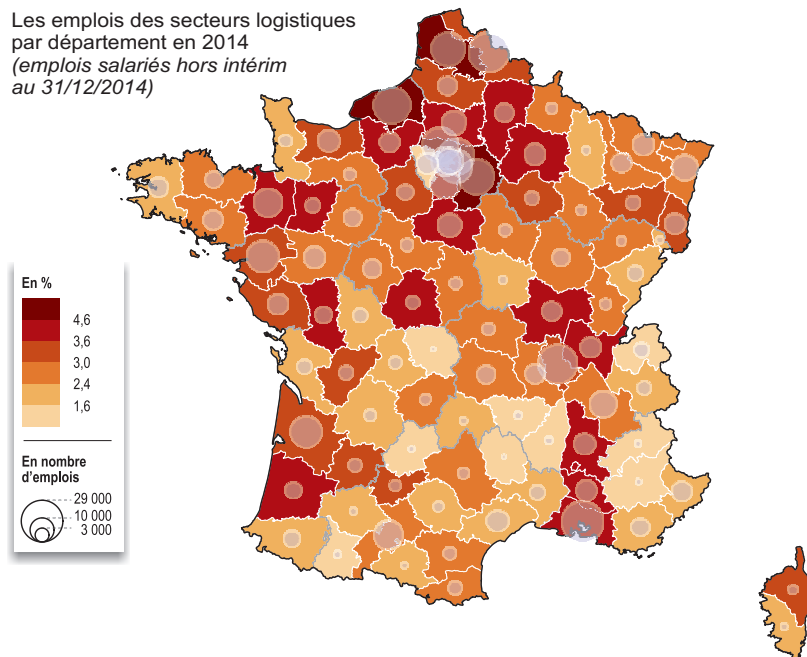 Les emplois des secteurs logistiques
par département en 2014
(emplois salariés hors intérim
au 31/12/2014)
En %
4,6
3,6
3,0
2,4
1,6
En nombre
d'emplois
29 000
10 000
3 000